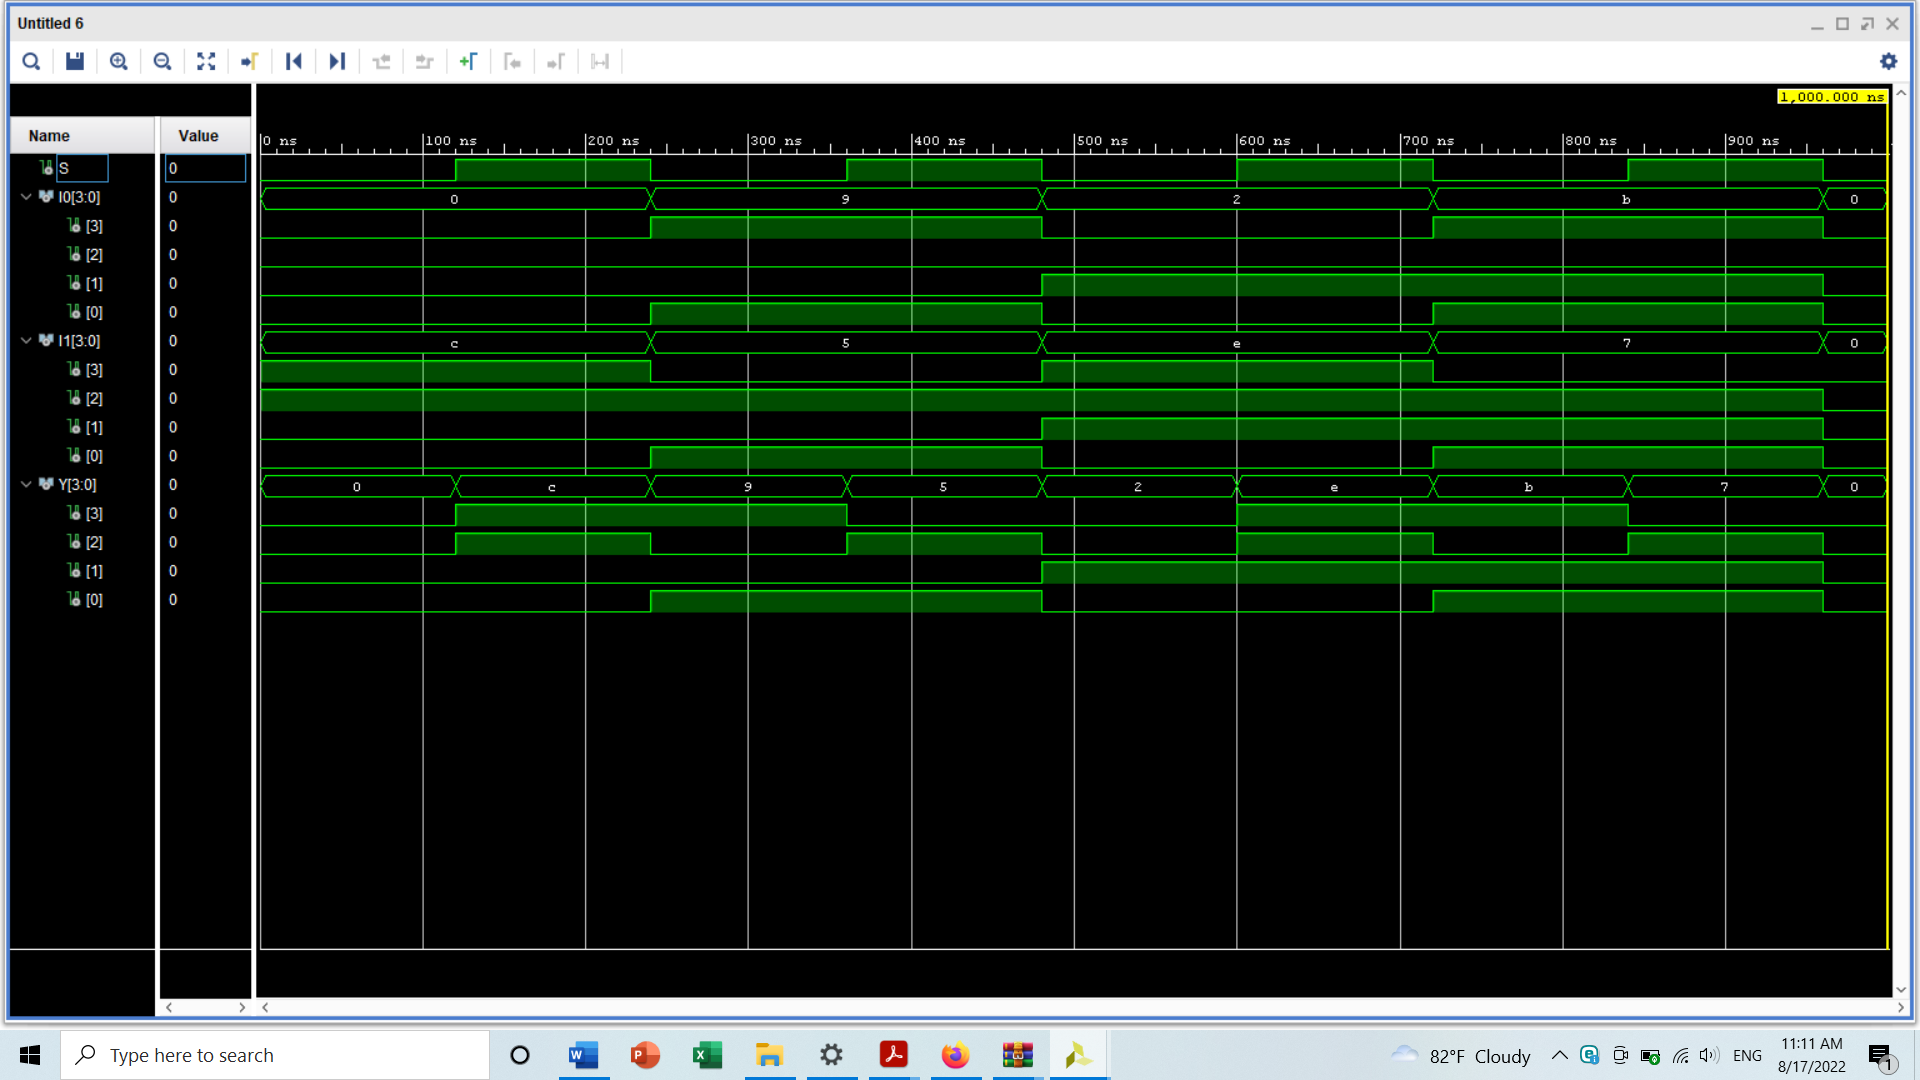 Untitled 6
1,000.000 ns
Name Value
0 ns 100 ns 200 ns 300 ns 400 ns 500 ns 600 ns 700 ns 800 ns 900 ns
S 0
I0[3:0] 0 0 9 2 b 0
[3] 0
[2] 0
[1] 0
[0] 0
I1[3:0] 0 c 5 e 7 0
[3] 0
[2] 0
[1] 0
[0] 0
Y[3:0] 0 0 c 9 5 2 e b 7 0
[3] 0
[2] 0
[1] 0
[0] 0
Type here to search
82°F Cloudy
ENG
11:11 AM
8/17/2022
1